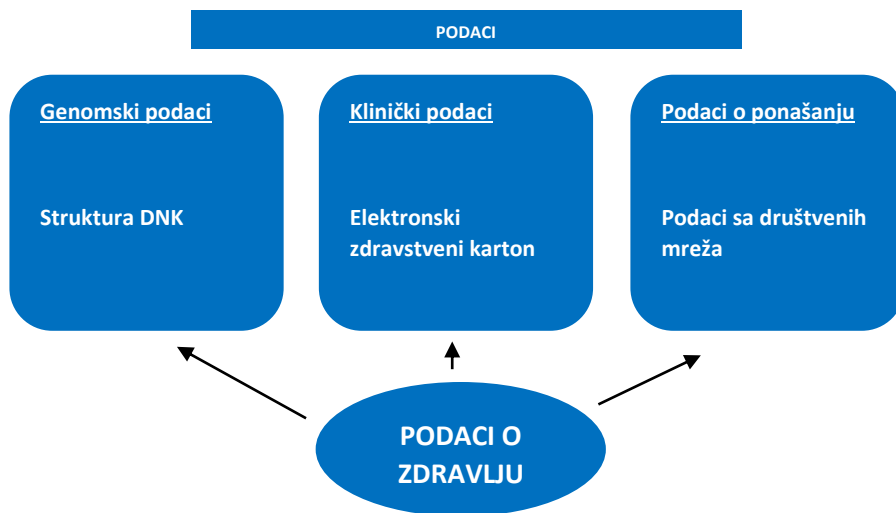 PODACI
Genomski podaci
Struktura DNK
Klinički podaci
Elektronski
zdravstveni karton
Podaci o ponašanju
Podaci sa društvenih
mreža
PODACI O
ZDRAVLJU